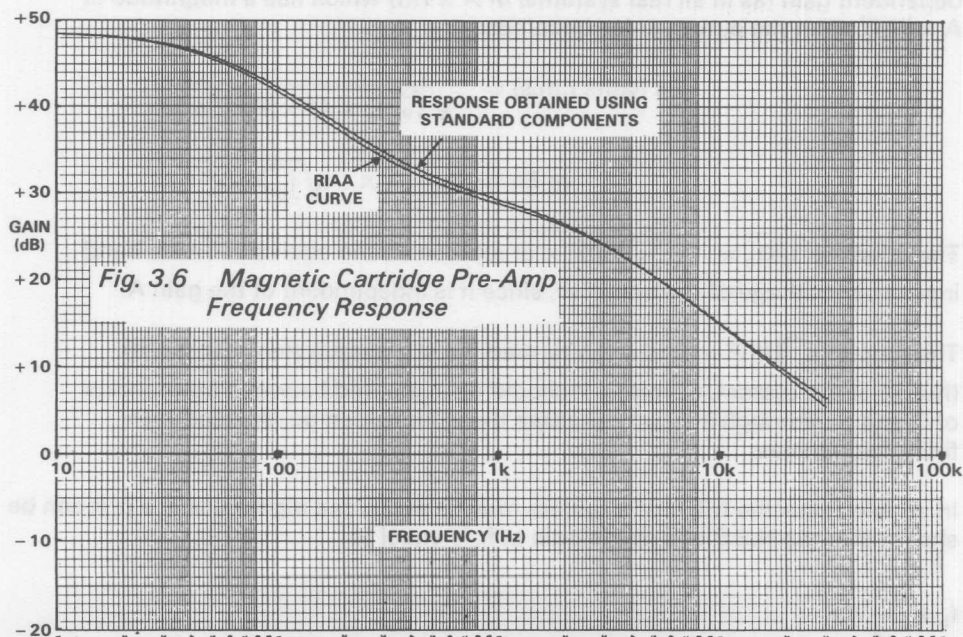 +50
+40
RESPONSE OBTAINED USING
STANDARD COMPONENTS
+30
RIAA
CURVE
GAIN
(dB)
+20
Fig. 3.6 Magnetic Cartridge Pre-Amp
Frequency Response
+10
0
10 100 1k 10k 100k
-10
FREQUENCY (Hz)
-20